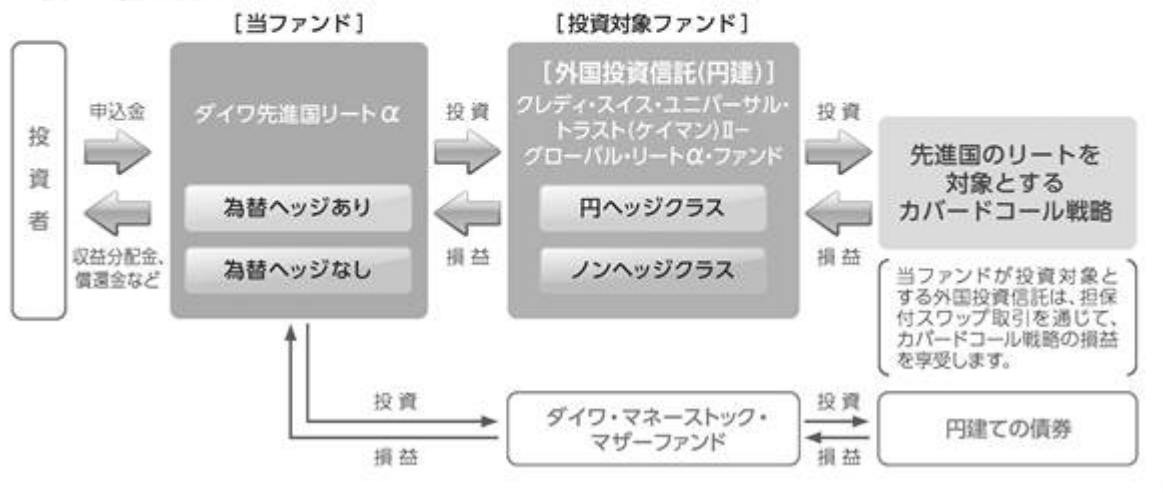 [当ファンド]
[投資対象ファンド]
投
資
者
申込金
収益分配金、
償還金など
ダイワ先進国リートα
為替ヘッジあり
為替ヘッジなし
投資
損益
[外国投資信託(円建)]
クレディ・スイス・ユニバーサル・
トラスト(ケイマン)Ⅱ−
グローバル・リートα・ファンド
円ヘッジクラス
ノンヘッジクラス
投資
損益
先進国のリートを
対象とする
カバードコール戦略
当ファンドが投資対象と
する外国投資信託は、担保
付スワップ取引を通じて、
カバードコール戦略の損益
を享受します。
投資
損益
ダイワ・マネーストック・
マザーファンド
投資
損益
円建ての債券